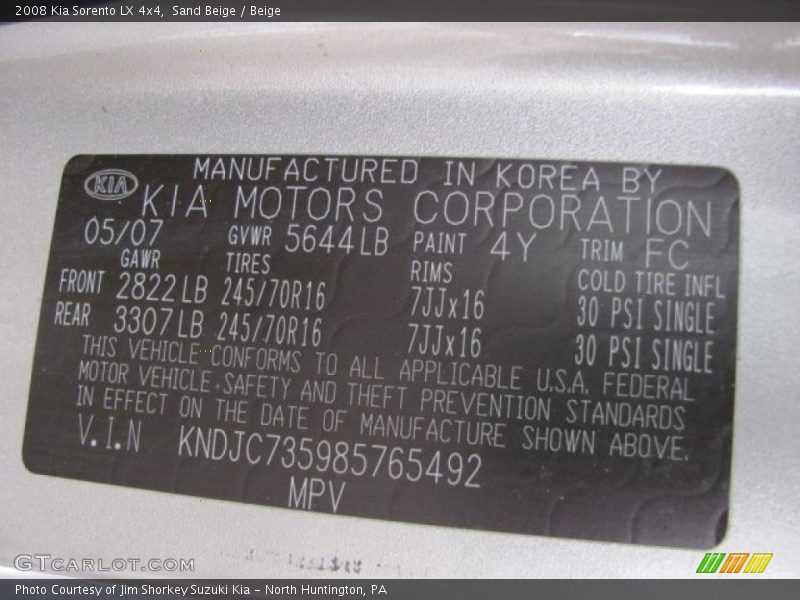 2008 Kia Sorento LX 4x4, Sand Beige / Beige
KIA MANUFACTURED IN KOREA BY
KIA MOTORS CORPORATION
05/07 GVWR 5644LB PAINT 4Y TRIM FC
GAWR TIRES RIMS COLD TIRE INFL
FRONT 2822LB 245/70R16 7JJx16 30 PSI SINGLE
REAR 3307LB 245/70R16 7JJx16 30 PSI SINGLE
THIS VEHICLE CONFORMS TO ALL APPLICABLE U.S.A. FEDERAL
MOTOR VEHICLE SAFETY AND THEFT PREVENTION STANDARDS
IN EFFECT ON THE DATE OF MANUFACTURE SHOWN ABOVE.
V.I.N KNDJC735985765492
MPV
GTCarLot.com
Photo Courtesy of Jim Shorkey Suzuki Kia - North Huntington, PA